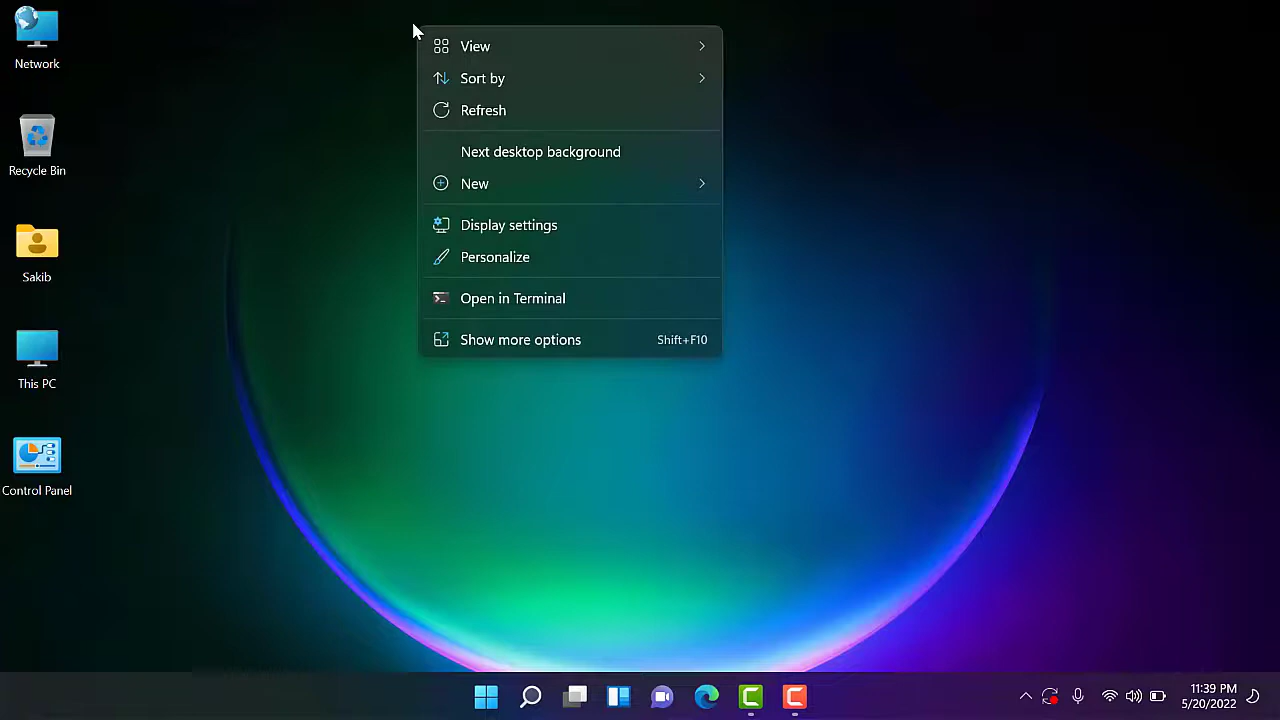 Network
Recycle Bin
Sakib
This PC
Control Panel
View
Sort by
Refresh
Next desktop background
New
Display settings
Personalize
Open in Terminal
Show more options Shift+F10
11:39 PM
5/20/2022